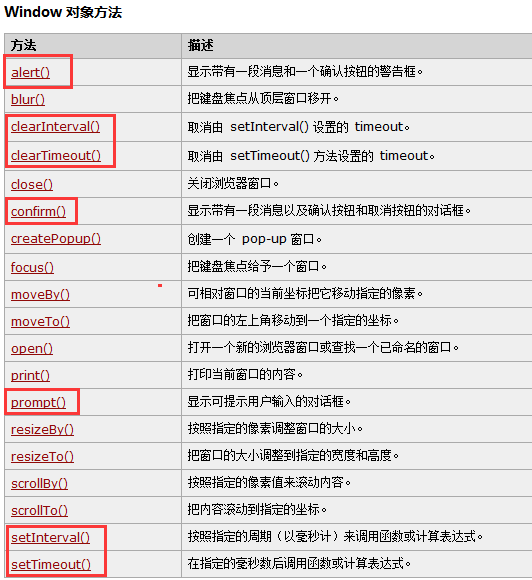 Window 对象方法
方法 描述
alert() 显示带有一段消息和一个确认按钮的警告框。
blur() 把键盘焦点从顶层窗口移开。
clearInterval() 取消由 setInterval() 设置的 timeout。
clearTimeout() 取消由 setTimeout() 方法设置的 timeout。
close() 关闭浏览器窗口。
confirm() 显示带有一段消息以及确认按钮和取消按钮的对话框。
createPopup() 创建一个 pop-up 窗口。
focus() 把键盘焦点给予一个窗口。
moveBy() 可相对窗口的当前坐标把它移动指定的像素。
moveTo() 把窗口的左上角移动到一个指定的坐标。
open() 打开一个新的浏览器窗口或查找一个已命名的窗口。
print() 打印当前窗口的内容。
prompt() 显示可提示用户输入的对话框。
resizeBy() 按照指定的像素调整窗口的大小。
resizeTo() 把窗口的大小调整到指定的宽度和高度。
scrollBy() 按照指定的像素值来滚动内容。
scrollTo() 把内容滚动到指定的坐标。
setInterval() 按照指定的周期（以毫秒计）来调用函数或计算表达式。
setTimeout() 在指定的毫秒数后调用函数或计算表达式。